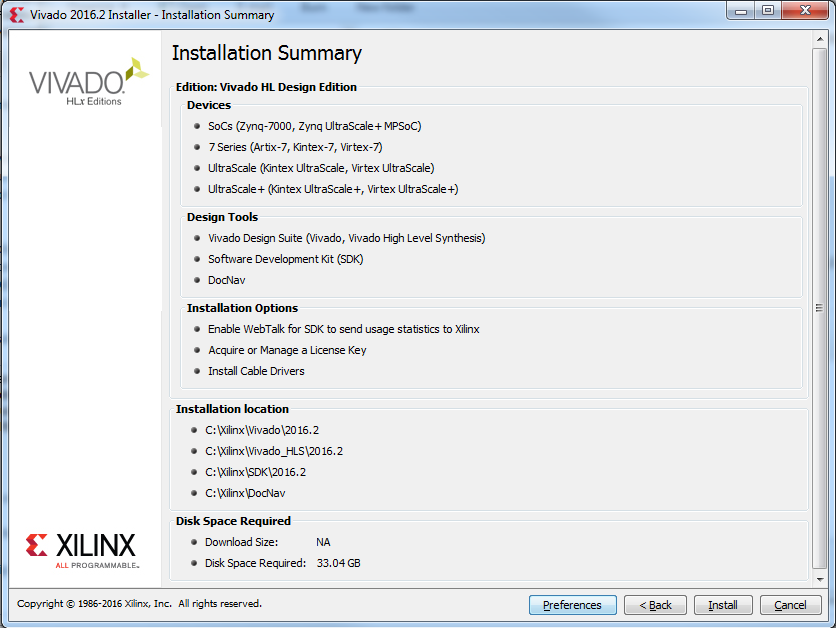 Vivado 2016.2 Installer - Installation Summary
VIVADO.
HLx Editions
Installation Summary
Edition: Vivado HL Design Edition
Devices
SoCs (Zynq-7000, Zynq UltraScale+ MPSoC)
7 Series (Artix-7, Kintex-7, Virtex-7)
UltraScale (Kintex UltraScale, Virtex UltraScale)
UltraScale+ (Kintex UltraScale+, Virtex UltraScale+)
Design Tools
Vivado Design Suite (Vivado, Vivado High Level Synthesis)
Software Development Kit (SDK)
DocNav
Installation Options
Enable WebTalk for SDK to send usage statistics to Xilinx
Acquire or Manage a License Key
Install Cable Drivers
Installation location
C:\Xilinx\Vivado\2016.2
C:\Xilinx\Vivado_HLS\2016.2
C:\Xilinx\SDK\2016.2
C:\Xilinx\DocNav
Disk Space Required
Download Size: NA
Disk Space Required: 33.04 GB
XILINX
ALL PROGRAMMABLE™
Copyright © 1986-2016 Xilinx, Inc. All rights reserved.
Preferences < Back Install Cancel